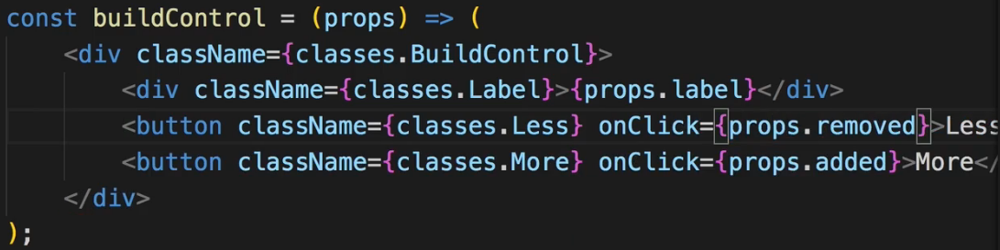 const buildControl = (props) => (
    <div className={classes.BuildControl}>
        <div className={classes.Label}>{props.label}</div>
        <button className={classes.Less} onClick={props.removed}>Less
        <button className={classes.More} onClick={props.added}>More</
    </div>
);